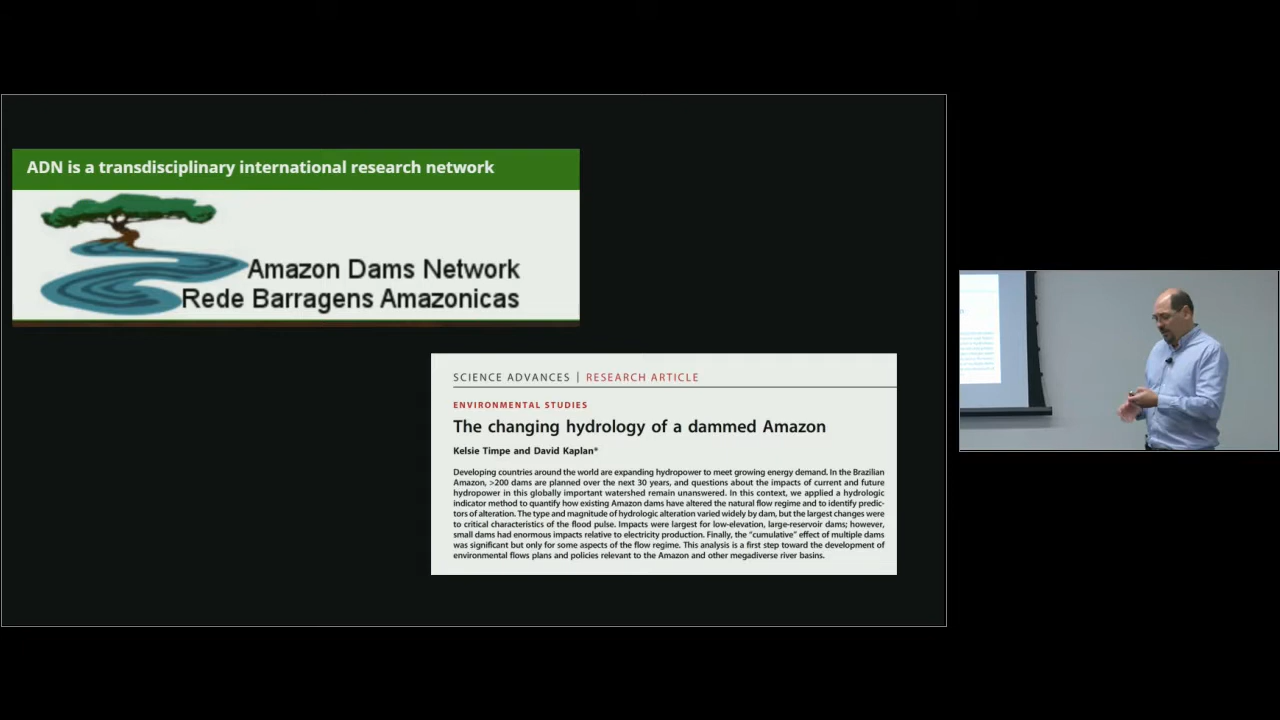 ADN is a transdisciplinary international research network
Amazon Dams Network
Rede Barragens Amazonicas
SCIENCE ADVANCES | RESEARCH ARTICLE
ENVIRONMENTAL STUDIES
The changing hydrology of a dammed Amazon
Kelsie Timpe and David Kaplan*
Developing countries around the world are expanding hydropower to meet growing energy demand. In the Brazilian
Amazon, >200 dams are planned over the next 30 years, and questions about the impacts of current and future
hydropower in this globally important watershed remain unanswered. In this context, we applied a hydrologic
indicator method to quantify how existing Amazon dams have altered the natural flow regime and to identify predic-
tors of alteration. The type and magnitude of hydrologic alteration varied widely by dam, but the largest changes were
to critical characteristics of the flood pulse. Impacts were largest for low-elevation, large-reservoir dams; however,
small dams had enormous impacts relative to electricity production. Finally, the “cumulative” effect of multiple dams
was significant but only for some aspects of the flow regime. This analysis is a first step toward the development of
environmental flows plans and policies relevant to the Amazon and other megadiverse river basins.